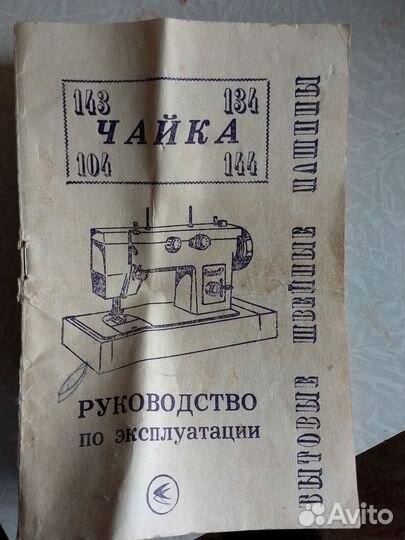 143 134
ЧАЙКА
104 144
РУКОВОДСТВО
ПО ЭКСПЛУАТАЦИИ
БЫТОВЫЕ ШВЕЙНЫЕ МАШИНЫ
Avito